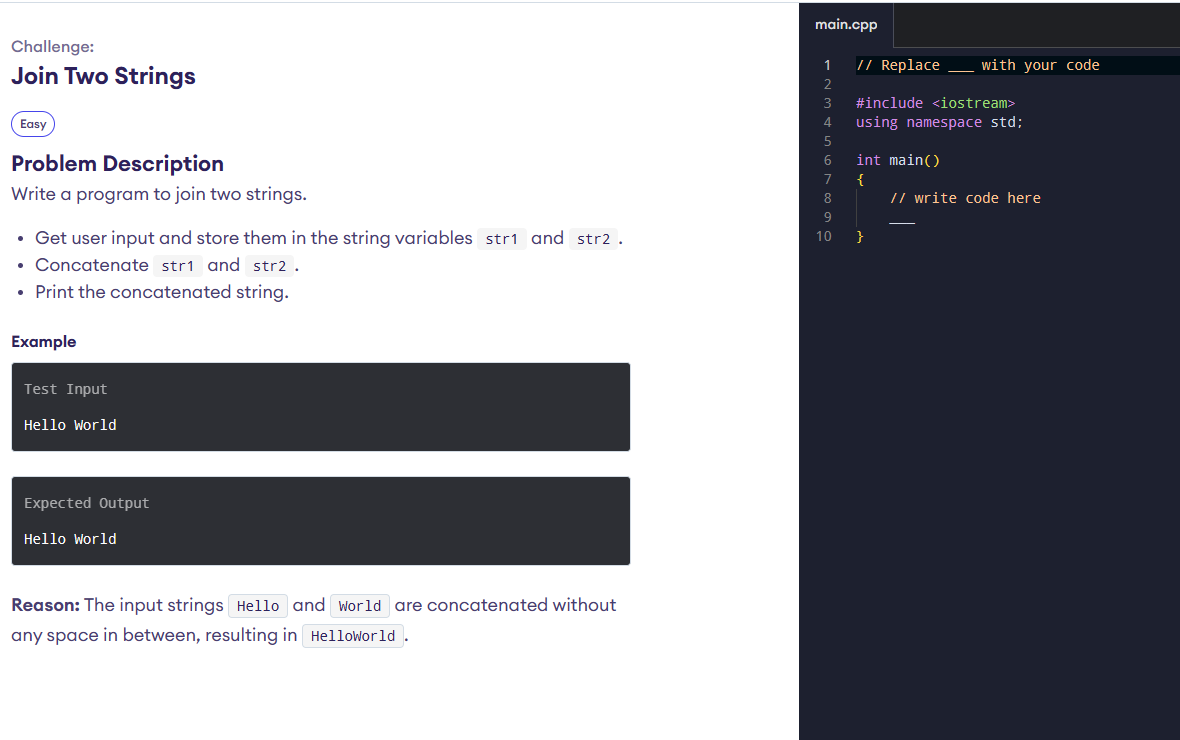 Challenge:
Join Two Strings
Easy
Problem Description
Write a program to join two strings.
• Get user input and store them in the string variables str1 and str2 .
• Concatenate str1 and str2 .
• Print the concatenated string.
Example
Test Input
Hello World
Expected Output
Hello World
Reason: The input strings Hello and World are concatenated without
any space in between, resulting in HelloWorld .
main.cpp
1 // Replace ___ with your code
2
3 #include <iostream>
4 using namespace std;
5
6 int main()
7 {
8     // write code here
9     ___
10 }